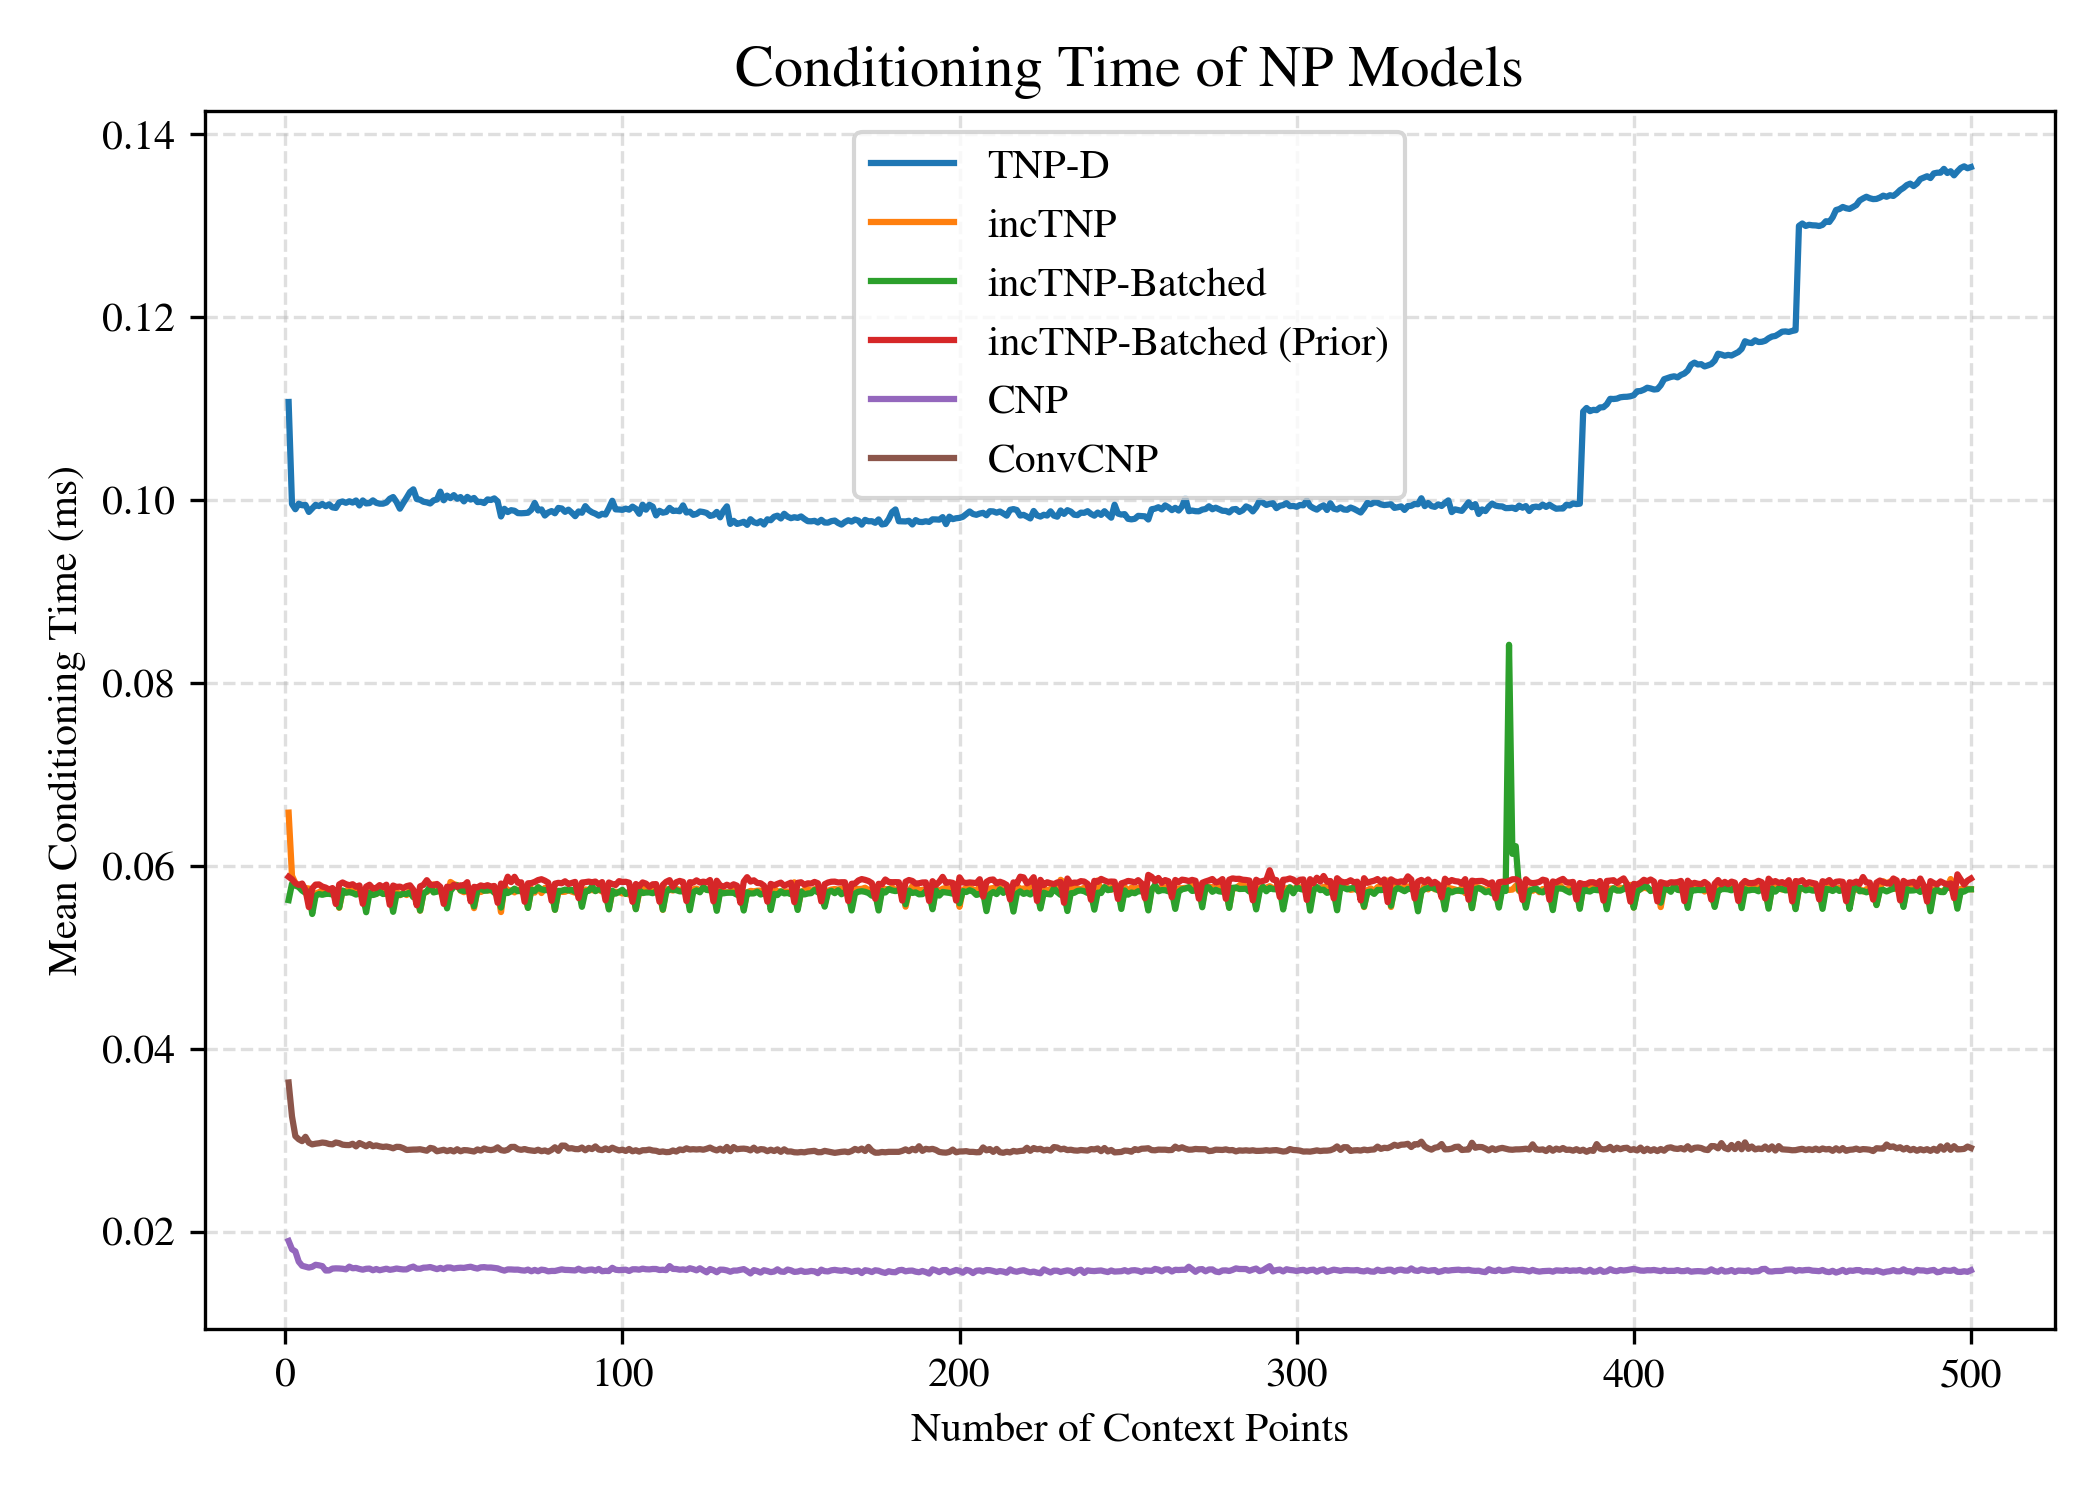 Conditioning Time of NP Models
0.14
0.12
0.10
0.08
0.06
0.04
0.02
Mean Conditioning Time (ms)
TNP-D
incTNP
incTNP-Batched
incTNP-Batched (Prior)
CNP
ConvCNP
0 100 200 300 400 500
Number of Context Points